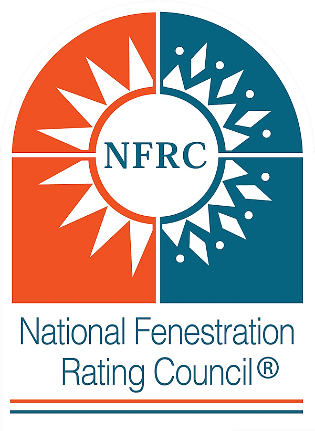 NFRC
National Fenestration
Rating Council®